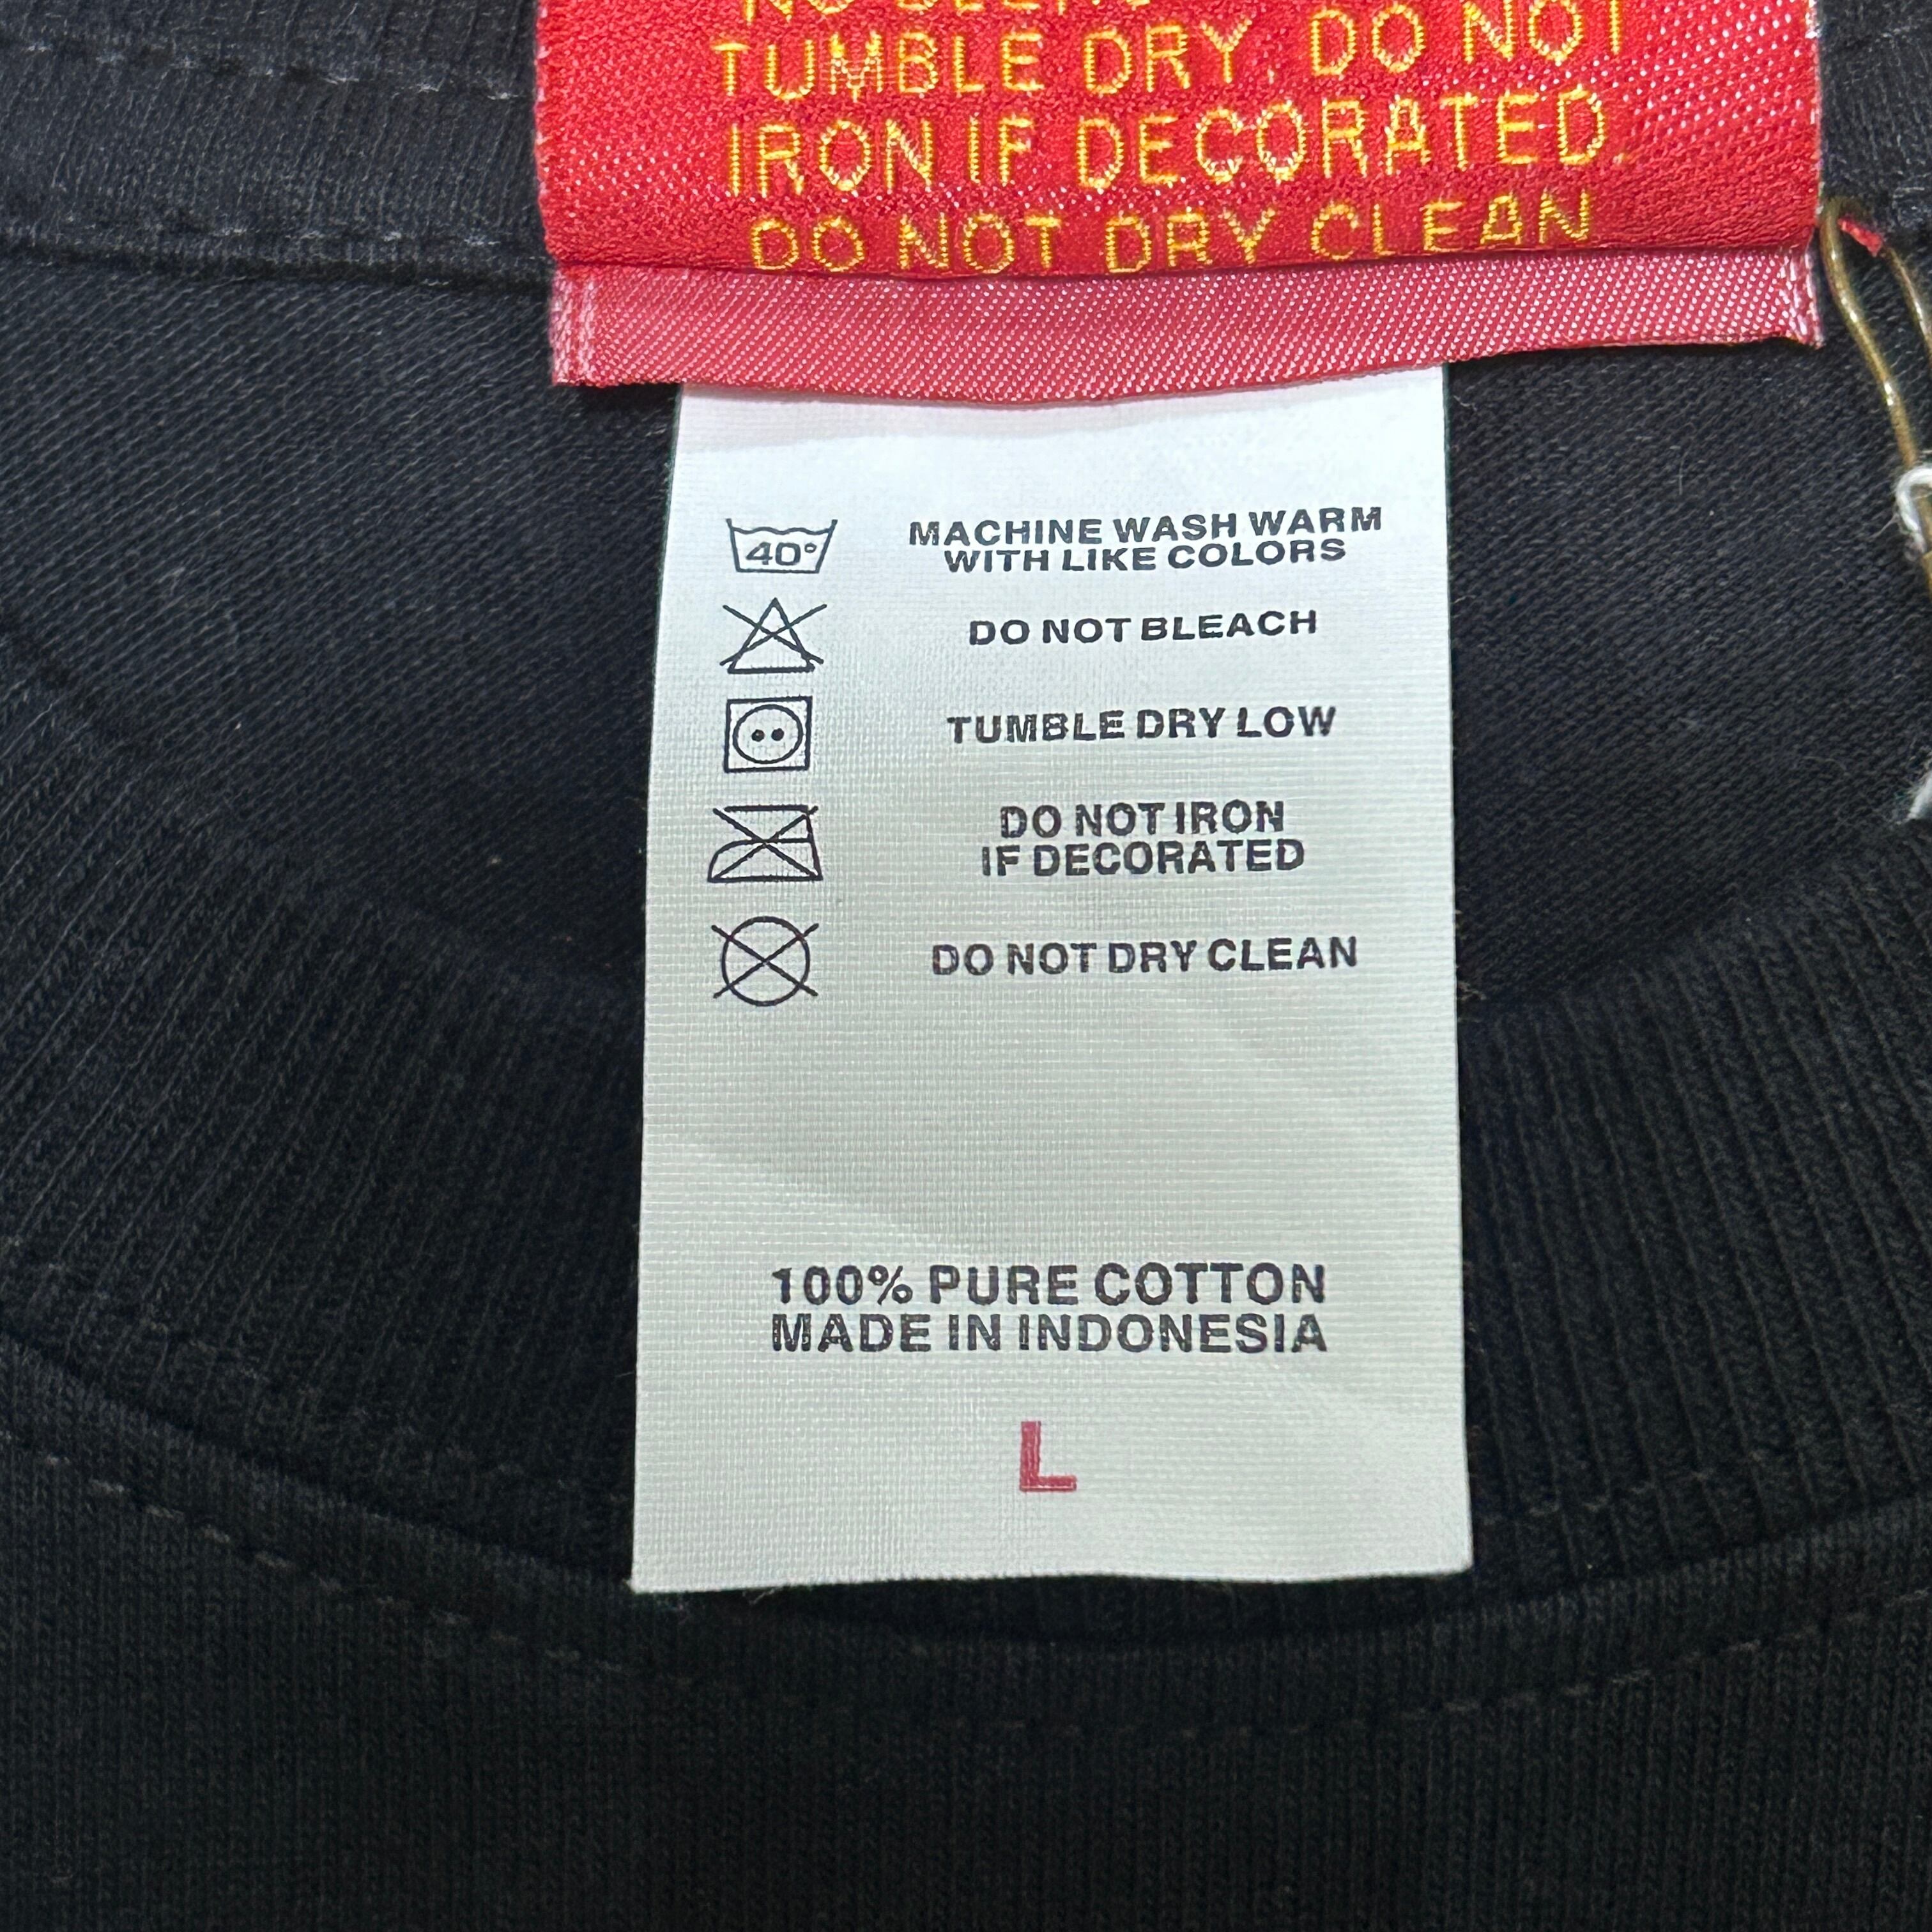 TUMBLE DRY, DO NOT
IRON IF DECORATED.
DO NOT DRY CLEAN
40°
MACHINE WASH WARM
WITH LIKE COLORS
DO NOT BLEACH
TUMBLE DRY LOW
DO NOT IRON
IF DECORATED
DO NOT DRY CLEAN
100% PURE COTTON
MADE IN INDONESIA
L